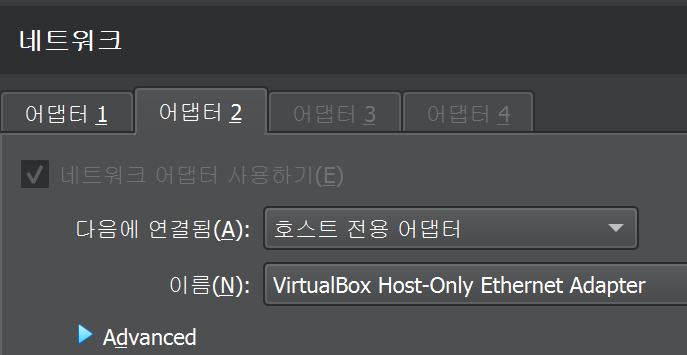 네트워크
어댑터 1 어댑터 2 어댑터 3 어댑터 4
네트워크 어댑터 사용하기(E)
다음에 연결됨(A): 호스트 전용 어댑터
이름(N): VirtualBox Host-Only Ethernet Adapter
Advanced